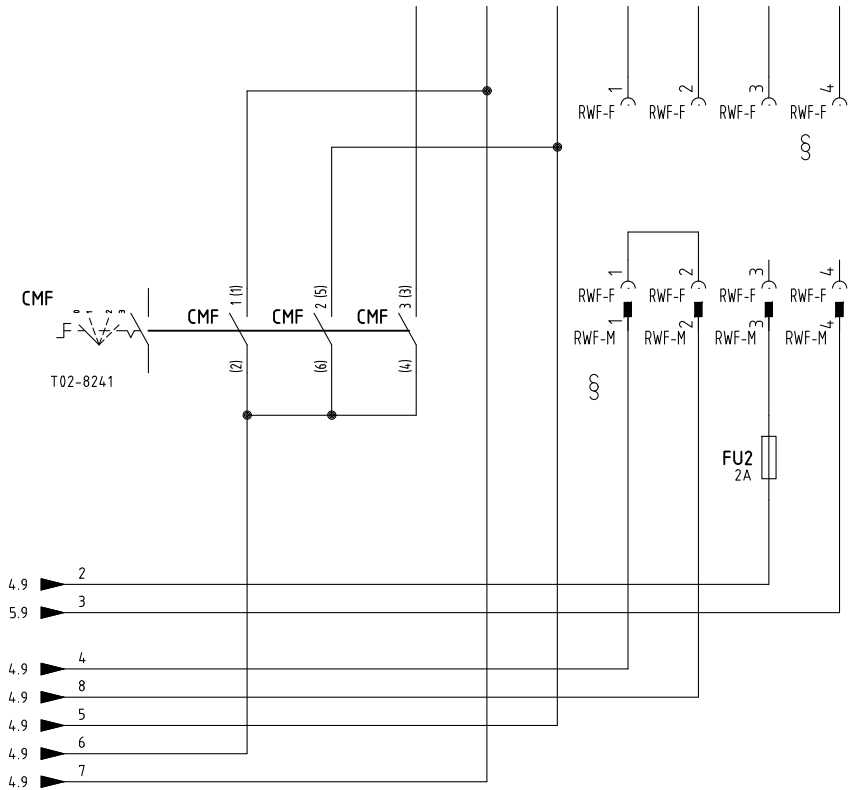 1 2 3 4
RWF-F RWF-F RWF-F RWF-F
§
1 2 3 4
CMF
0 1 2 3
1 (1) 2 (5) 3 (3)
RWF-F RWF-F RWF-F RWF-F
CMF CMF CMF
1 2 3 4
RWF-M RWF-M RWF-M RWF-M
(2) (6) (4)
T02-8241
§
FU2
2A
4.9 2
5.9 3
4.9 4
4.9 8
4.9 5
4.9 6
4.9 7